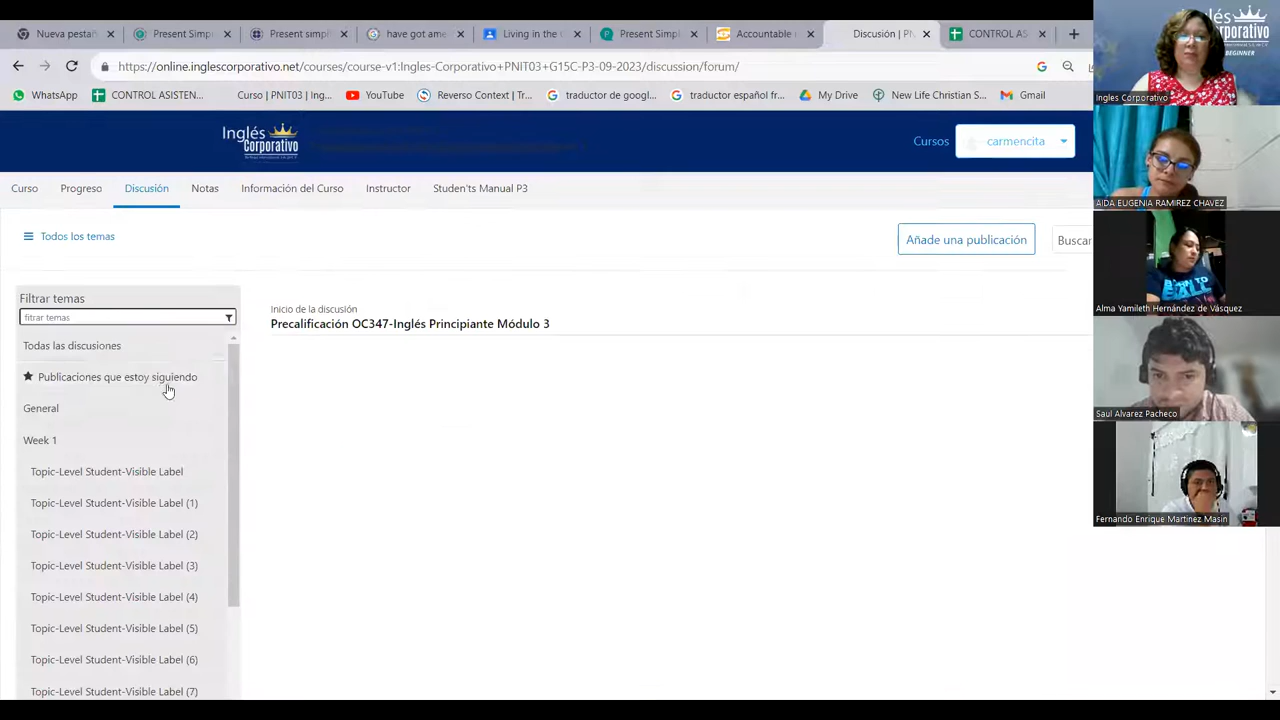 Nueva pestañ
Present Sim
Present simpl
have got ame
Living in the C
Present Simpl
Accountable
Discusión | PN
CONTROL AS
https://online.inglescorporativo.net/courses/course-v1:Ingles-Corporativo+PNIT03+G15C-P3-09-2023/discussion/forum/
WhatsApp
CONTROL ASISTEN...
Curso | PNIT03 | Ing...
YouTube
Reverso Context | ...
traductor de googl...
traductor español fr...
My Drive
New Life Christian S...
Gmail
Inglés
Corporativo
Cursos
carmencita
Curso
Progreso
Discusión
Notas
Información del Curso
Instructor
Studen'ts Manual P3
Todos los temas
Añade una publicación
Buscar
Filtrar temas
fitrar temas
Todas las discusiones
Publicaciones que estoy siguiendo
General
Week 1
Topic-Level Student-Visible Label
Topic-Level Student-Visible Label (1)
Topic-Level Student-Visible Label (2)
Topic-Level Student-Visible Label (3)
Topic-Level Student-Visible Label (4)
Topic-Level Student-Visible Label (5)
Topic-Level Student-Visible Label (6)
Topic-Level Student-Visible Label (7)
Inicio de la discusión
Precalificación OC347-Inglés Principiante Módulo 3
Inglés
Corporativo
BEGINNER
Ingles Corporativo
AIDA EUGENIA RAMIREZ CHAVEZ
BORN TO
Alma Yamileth Hernández de Vásquez
Saul Alvarez Pacheco
Fernando Enrique Martinez Masin